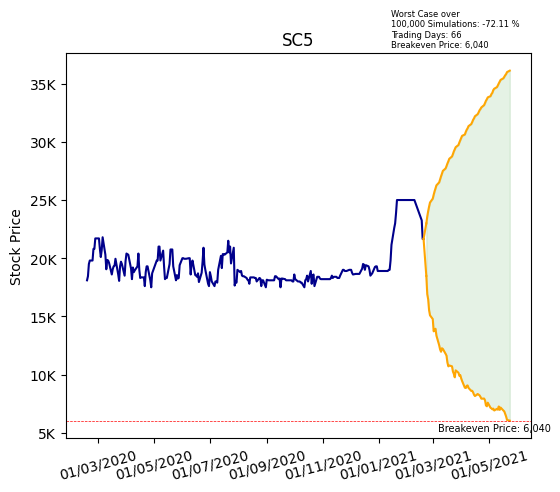 Worst Case over
100,000 Simulations: -72.11 %
Trading Days: 66
Breakeven Price: 6,040
SC5
Stock Price
35K
30K
25K
20K
15K
10K
5K
Breakeven Price: 6,040
01/03/2020
01/05/2020
01/07/2020
01/09/2020
01/11/2020
01/01/2021
01/03/2021
01/05/2021